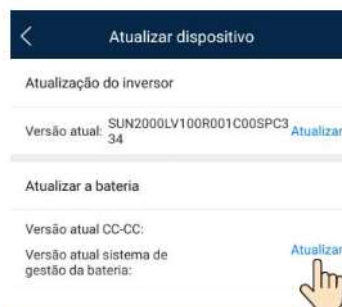 Atualizar dispositivo
Atualização do inversor
Versão atual: SUN2000LV100R001C00SPC3
34
Atualizar
Atualizar a bateria
Versão atual CC-CC:
Versão atual sistema de
gestão da bateria:
Atualizar